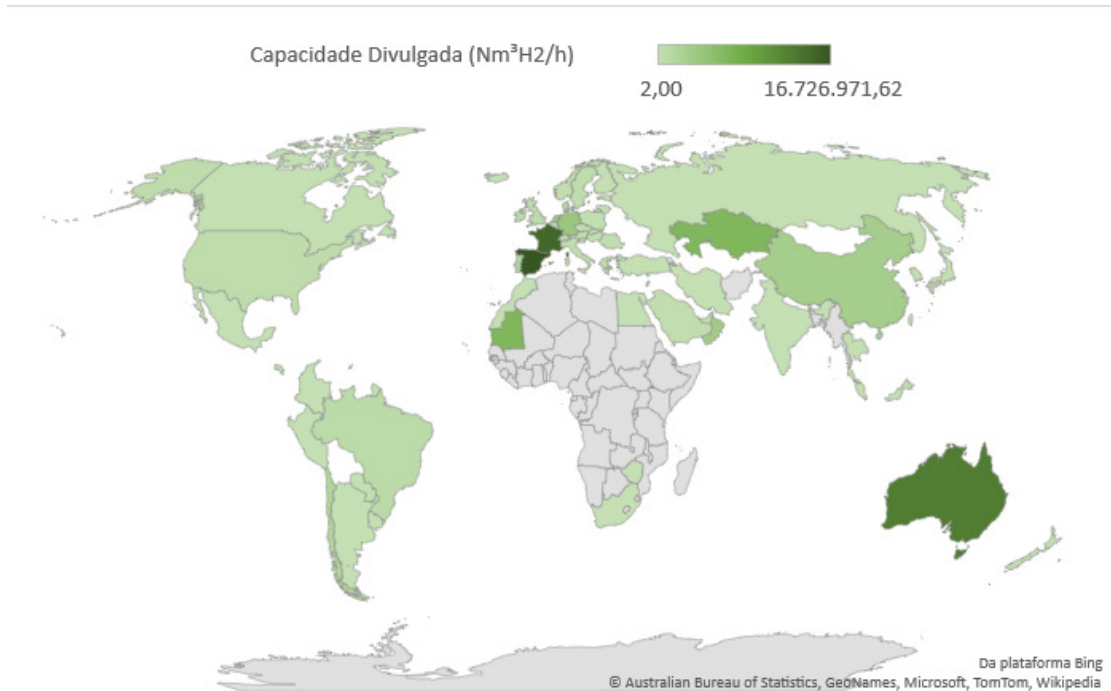 Capacidade Divulgada (Nm³H2/h)
2,00 16.726.971,62
Da plataforma Bing
© Australian Bureau of Statistics, GeoNames, Microsoft, TomTom, Wikipedia